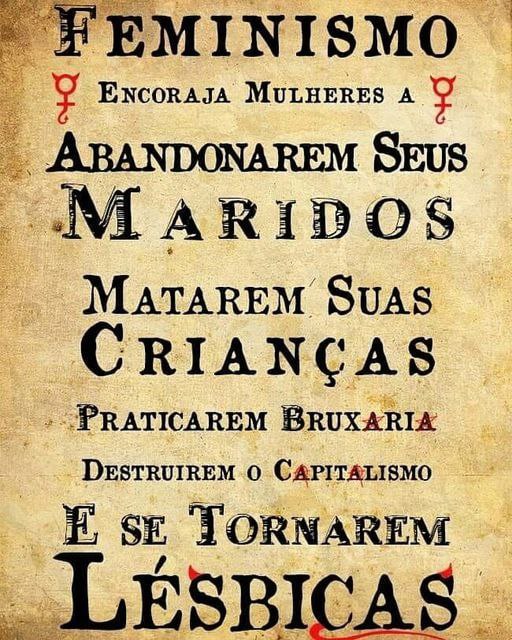 FEMINISMO
ENCORAJA MULHERES A
ABANDONAREM SEUS
MARIDOS
MATAREM SUAS
CRIANÇAS
PRATICAREM BRUXARIA
DESTRUIREM O CAPITALISMO
E SE TORNAREM
LÉSBICAS